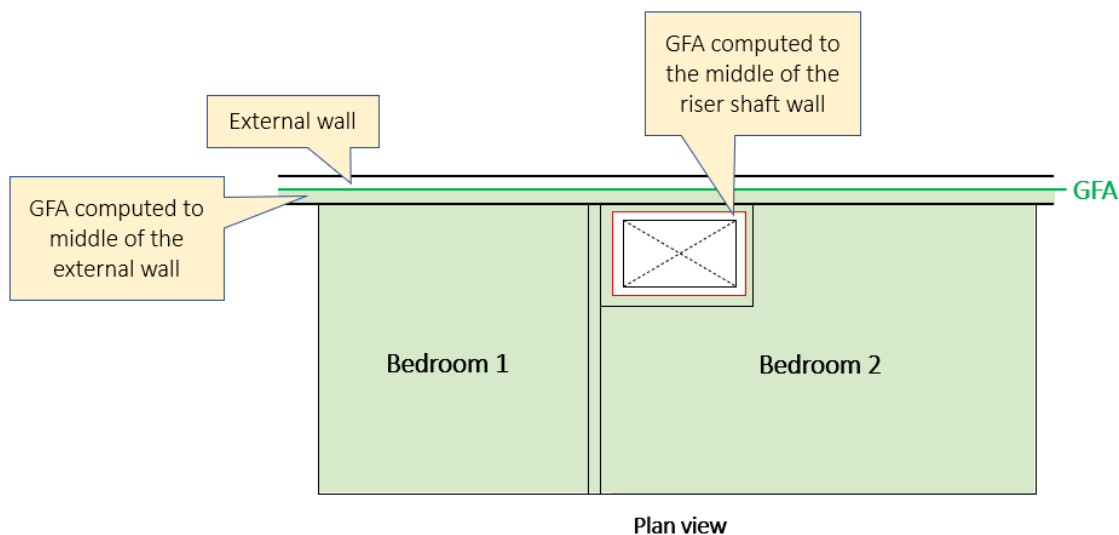 GFA computed to
the middle of the
riser shaft wall
External wall
GFA
GFA computed to
middle of the
external wall
Bedroom 1
Bedroom 2
Plan view